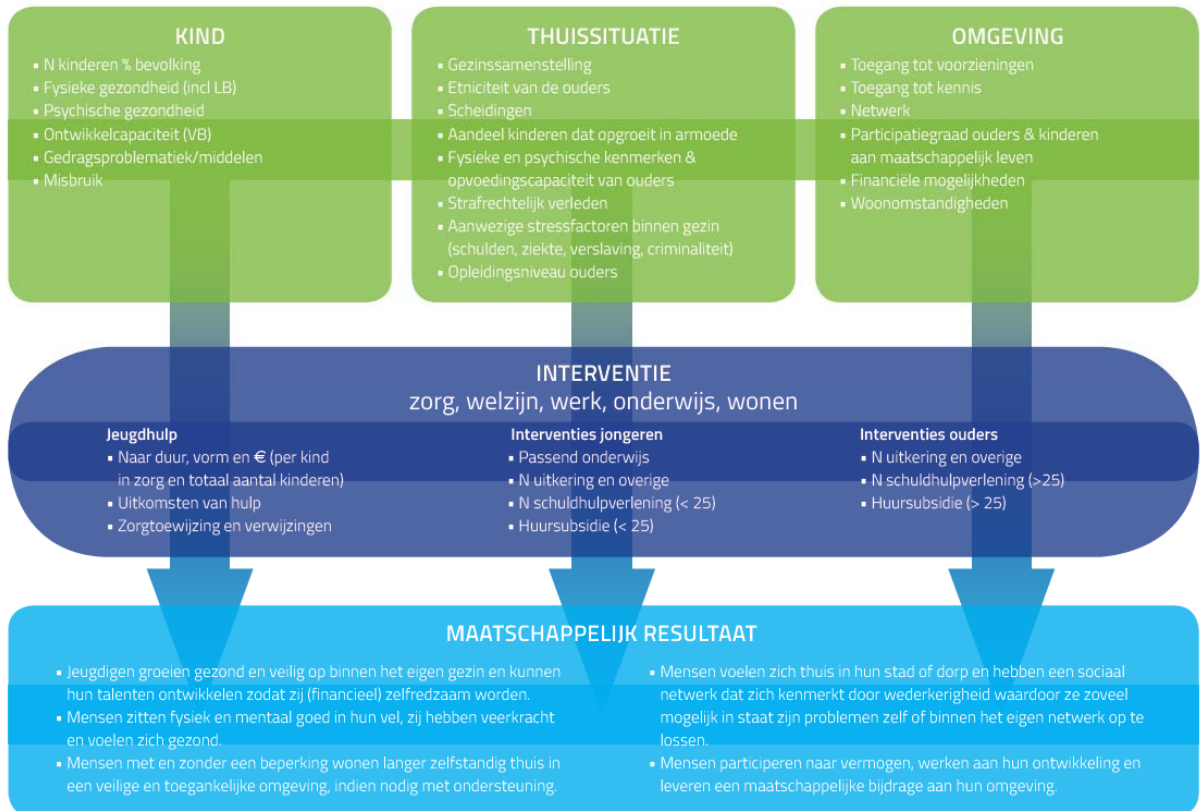 KIND
▪ N kinderen % bevolking
▪ Fysieke gezondheid (incl LB)
▪ Psychische gezondheid
▪ Ontwikkelcapaciteit (VB)
▪ Gedragsproblematiek/middelen
▪ Misbruik
THUISSITUATIE
▪ Gezinssamenstelling
▪ Etniciteit van de ouders
▪ Scheidingen
▪ Aandeel kinderen dat opgroeit in armoede
▪ Fysieke en psychische kenmerken &
opvoedingscapaciteit van ouders
▪ Strafrechtelijk verleden
▪ Aanwezige stressfactoren binnen gezin
(schulden, ziekte, verslaving, criminaliteit)
▪ Opleidingsniveau ouders
OMGEVING
▪ Toegang tot voorzieningen
▪ Toegang tot kennis
▪ Netwerk
▪ Participatiegraad ouders & kinderen
aan maatschappelijk leven
▪ Financiële mogelijkheden
▪ Woonomstandigheden
INTERVENTIE
zorg, welzijn, werk, onderwijs, wonen
Jeugdhulp
▪ Naar duur, vorm en € (per kind
in zorg en totaal aantal kinderen)
▪ Uitkomsten van hulp
▪ Zorgtoewijzing en verwijzingen
Interventies jongeren
▪ Passend onderwijs
▪ N uitkering en overige
▪ N schuldhulpverlening (< 25)
▪ Huursubsidie (< 25)
Interventies ouders
▪ N uitkering en overige
▪ N schuldhulpverlening (>25)
▪ Huursubsidie (> 25)
MAATSCHAPPELIJK RESULTAAT
▪ Jeugdigen groeien gezond en veilig op binnen het eigen gezin en kunnen
hun talenten ontwikkelen zodat zij (financieel) zelfredzaam worden.
▪ Mensen zitten fysiek en mentaal goed in hun vel, zij hebben veerkracht
en voelen zich gezond.
▪ Mensen met en zonder een beperking wonen langer zelfstandig thuis in
een veilige en toegankelijke omgeving, indien nodig met ondersteuning.
▪ Mensen voelen zich thuis in hun stad of dorp en hebben een sociaal
netwerk dat zich kenmerkt door wederkerigheid waardoor ze zoveel
mogelijk in staat zijn problemen zelf of binnen het eigen netwerk op te
lossen.
▪ Mensen participeren naar vermogen, werken aan hun ontwikkeling en
leveren een maatschappelijke bijdrage aan hun omgeving.